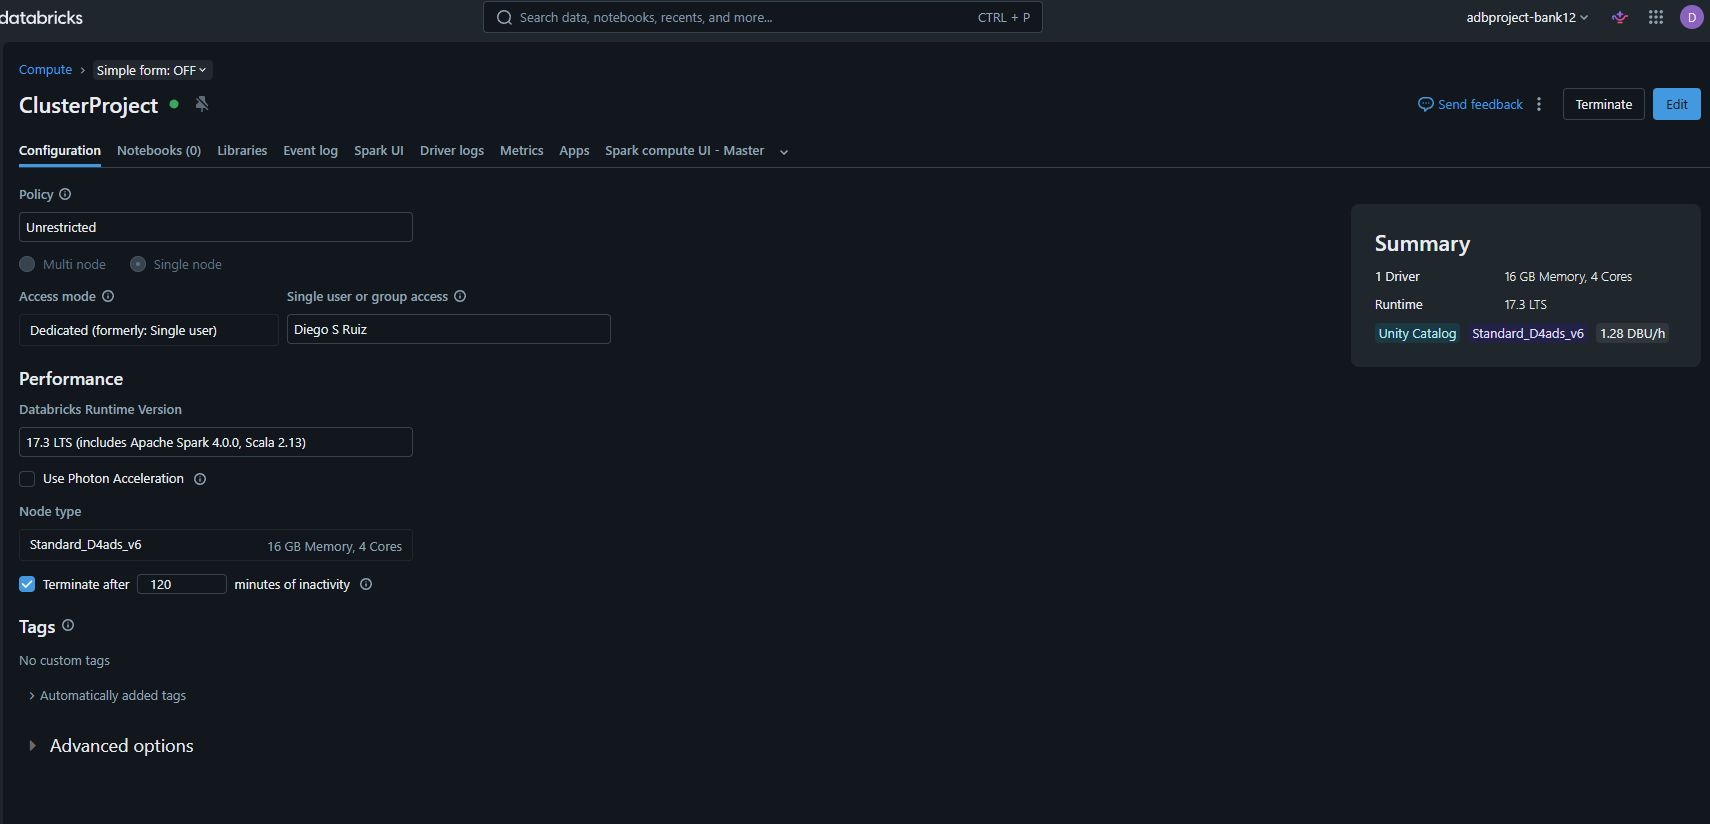 databricks
Search data, notebooks, recents, and more... CTRL + P
adbproject-bank12
D
Compute > Simple form: OFF
ClusterProject
Send feedback
Terminate
Edit
Configuration Notebooks (0) Libraries Event log Spark UI Driver logs Metrics Apps Spark compute UI - Master
Policy
Unrestricted
Multi node Single node
Access mode Single user or group access
Dedicated (formerly: Single user) Diego S Ruiz
Performance
Databricks Runtime Version
17.3 LTS (includes Apache Spark 4.0.0, Scala 2.13)
Use Photon Acceleration
Node type
Standard_D4ads_v6 16 GB Memory, 4 Cores
Terminate after 120 minutes of inactivity
Tags
No custom tags
Automatically added tags
Advanced options
Summary
1 Driver 16 GB Memory, 4 Cores
Runtime 17.3 LTS
Unity Catalog Standard_D4ads_v6 1.28 DBU/h